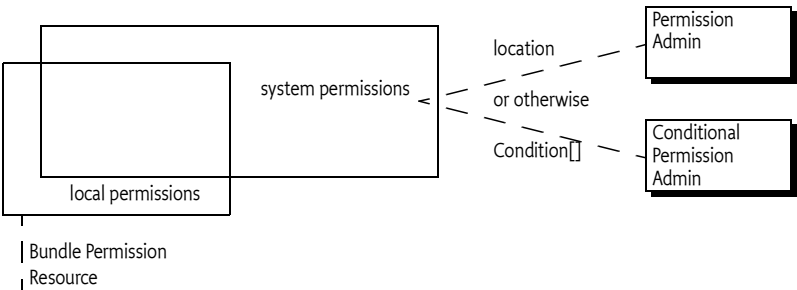 Permission
Admin
location
system permissions
or otherwise
Conditional
Permission
Admin
Condition[]
local permissions
Bundle Permission
Resource